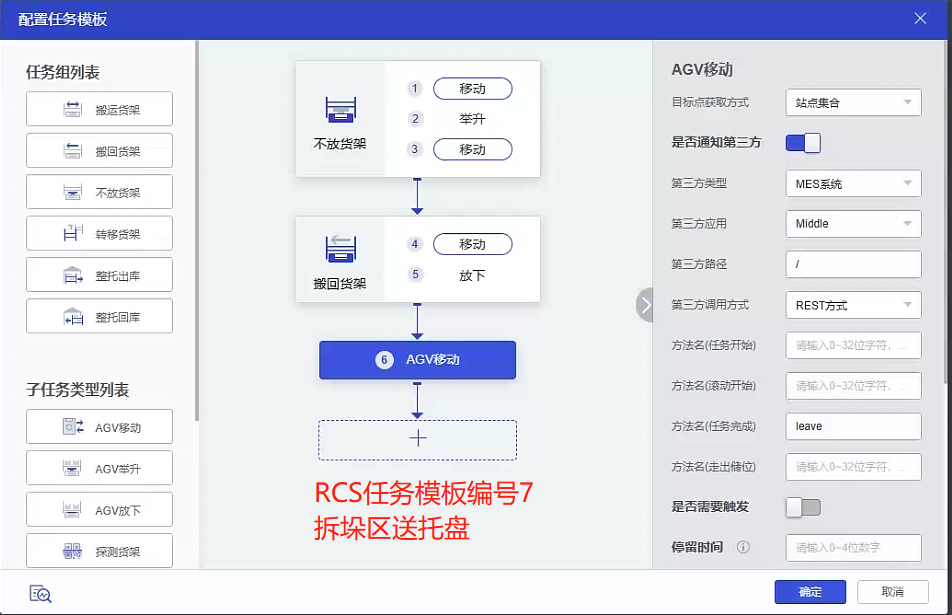 配置任务模板
任务组列表
搬运货架
搬回货架
不放货架
转移货架
整托出库
整托回库
子任务类型列表
AGV移动
AGV举升
AGV放下
探测货架
不放货架
1 移动
2 举升
3 移动
搬回货架
4 移动
5 放下
6 AGV移动
RCS任务模板编号7
拆垛区送托盘
AGV移动
目标点获取方式 站点集合
是否通知第三方
第三方类型 MES系统
第三方应用 Middle
第三方路径 /
第三方调用方式 REST方式
方法名(任务开始) 请输入0~32位字符, ...
方法名(滚动开始) 请输入0~32位字符, ...
方法名(任务完成) leave
方法名(走出储位) 请输入0~32位字符, ...
是否需要触发
停留时间 请输入0~4位数字
确定 取消